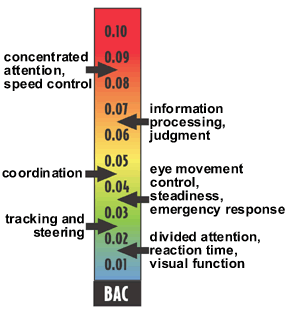 0.10
0.09
0.08
0.07
0.06
0.05
0.04
0.03
0.02
0.01
BAC
concentrated
attention,
speed control
information
processing,
judgment
coordination
eye movement
control,
steadiness,
emergency response
tracking and
steering
divided attention,
reaction time,
visual function